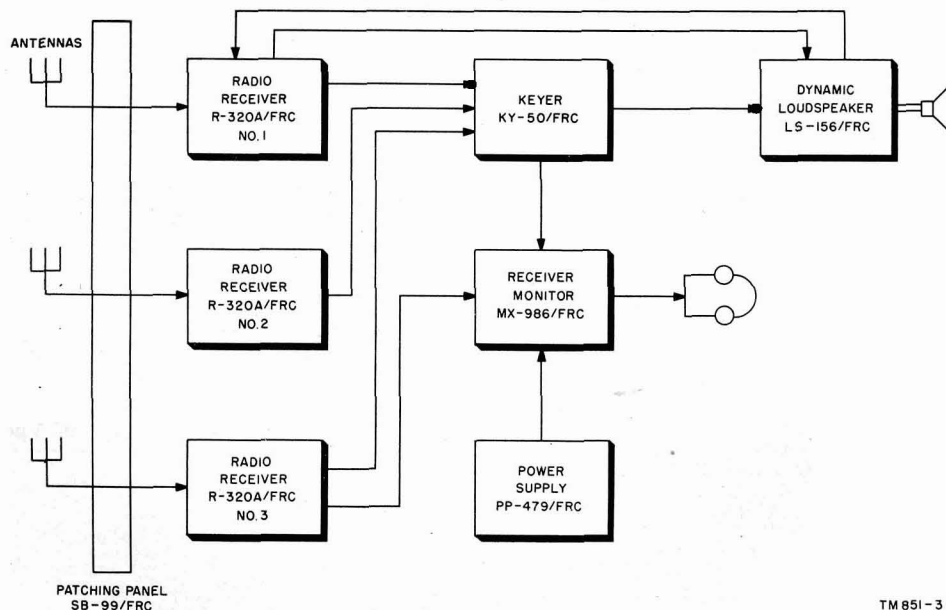 ANTENNAS
RADIO
RECEIVER
R-320A/FRC
NO.1
KEYER
KY-50/FRC
DYNAMIC
LOUDSPEAKER
LS-156/FRC
RADIO
RECEIVER
R-320A/FRC
NO.2
RECEIVER
MONITOR
MX-986/FRC
RADIO
RECEIVER
R-320A/FRC
NO.3
POWER
SUPPLY
PP-479/FRC
PATCHING PANEL
SB-99/FRC
TM851-3